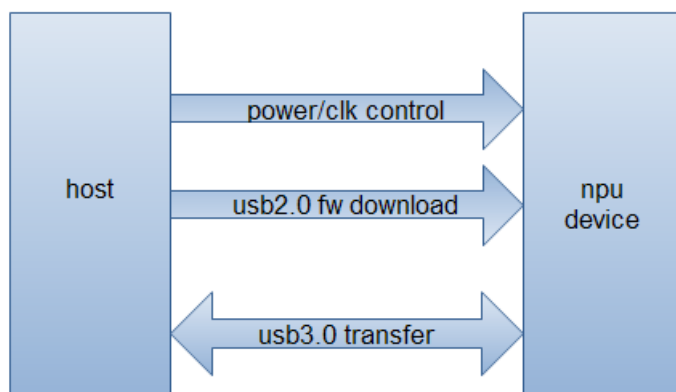 power/clk control
host
usb2.0 fw download
npu
device
usb3.0 transfer